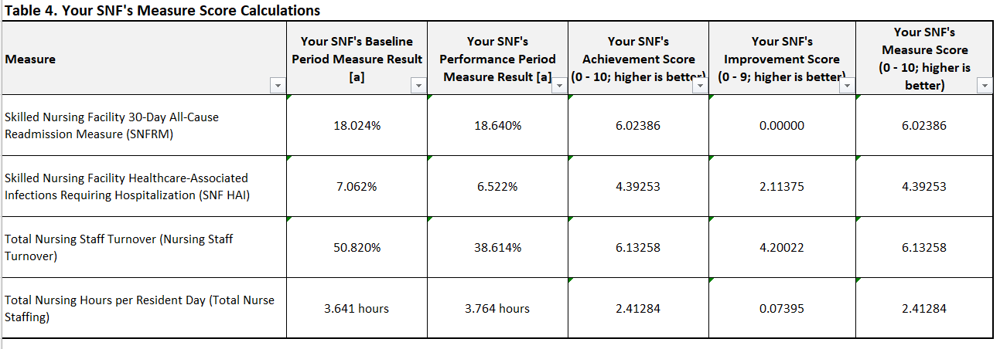 Table 4. Your SNF's Measure Score Calculations
Measure
Your SNF's Baseline
Period Measure Result
[a]
Your SNF's
Performance Period
Measure Result [a]
Your SNF's
Achievement Score
(0 - 10; higher is better)
Your SNF's
Improvement Score
(0 - 9; higher is better)
Your SNF's
Measure Score
(0 - 10; higher is
better)
Skilled Nursing Facility 30-Day All-Cause
Readmission Measure (SNFRM)
18.024%
18.640%
6.02386
0.00000
6.02386
Skilled Nursing Facility Healthcare-Associated
Infections Requiring Hospitalization (SNF HAI)
7.062%
6.522%
4.39253
2.11375
4.39253
Total Nursing Staff Turnover (Nursing Staff
Turnover)
50.820%
38.614%
6.13258
4.20022
6.13258
Total Nursing Hours per Resident Day (Total Nurse
Staffing)
3.641 hours
3.764 hours
2.41284
0.07395
2.41284